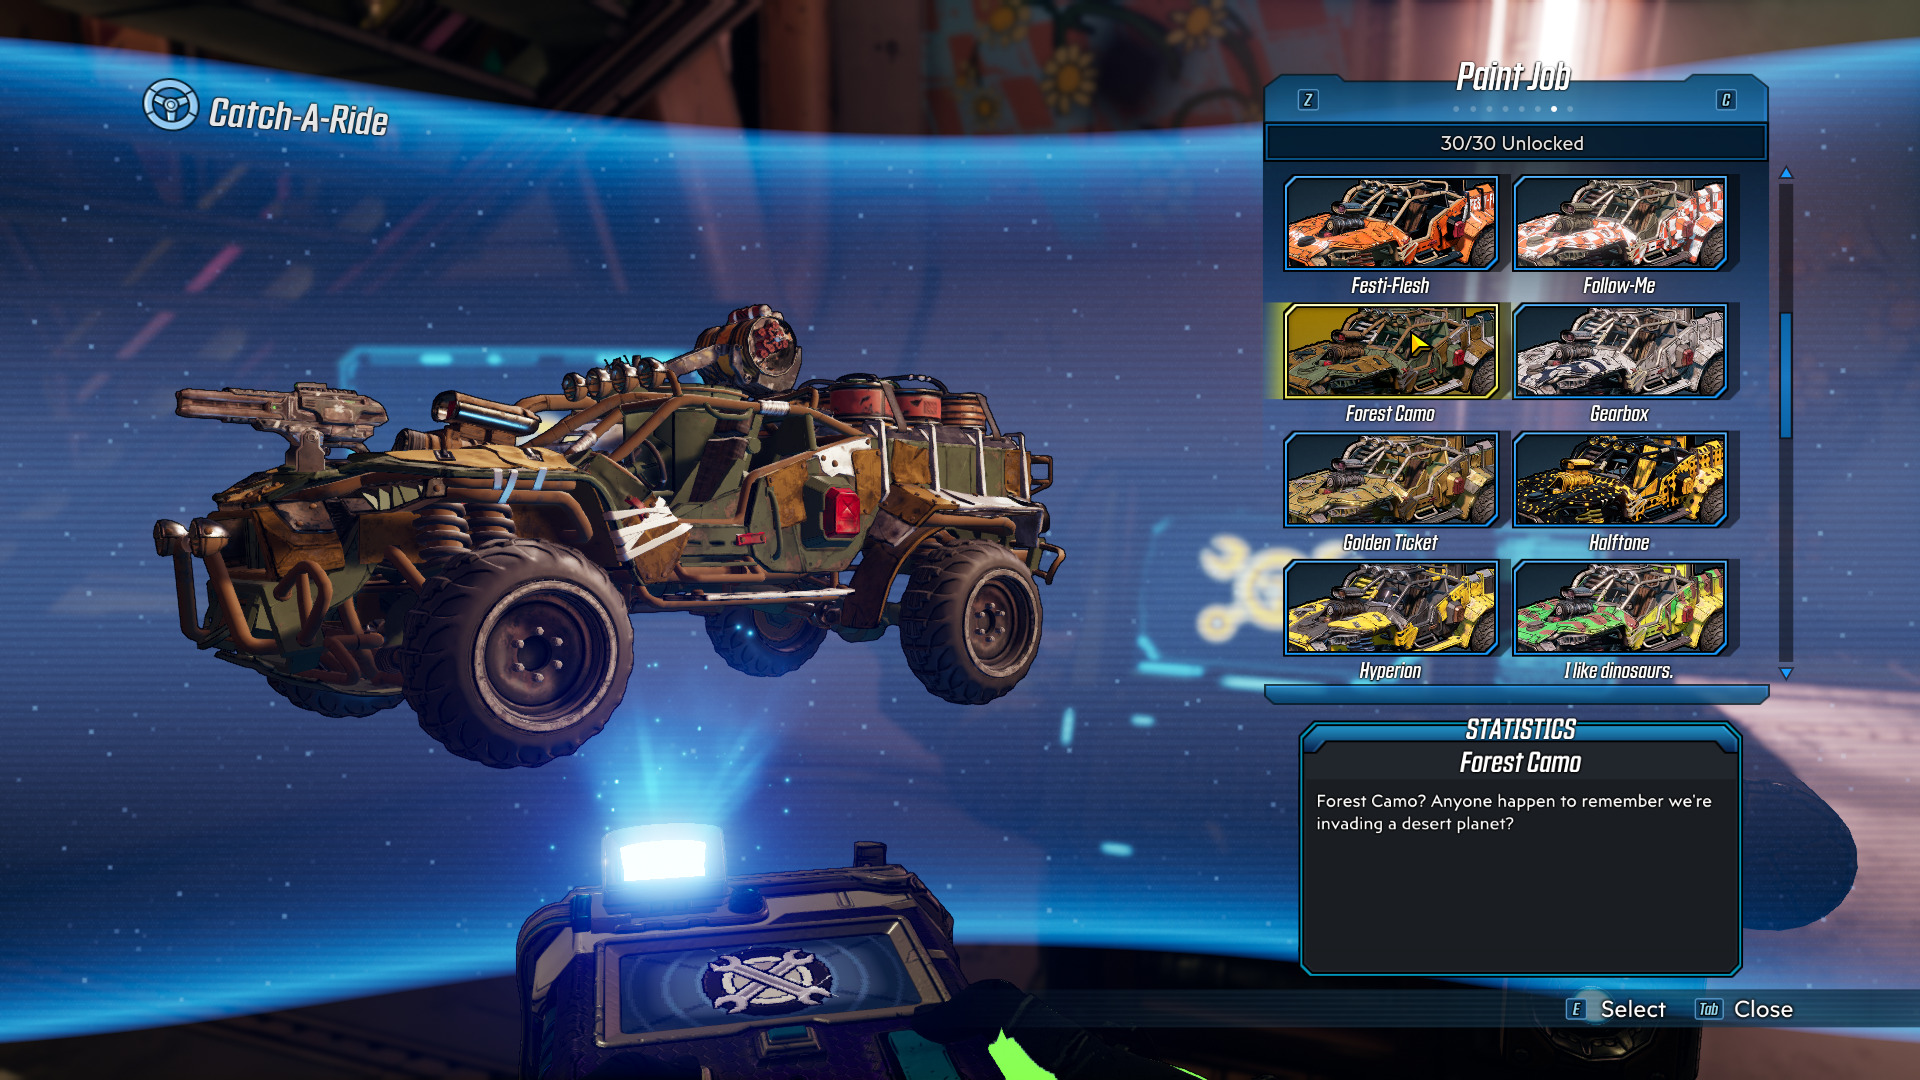 Catch-A-Ride
Paint Job
Z
C
30/30 Unlocked
Festi-Flesh
Follow-Me
Forest Camo
Gearbox
Golden Ticket
Halftone
Hyperion
I like dinosaurs.
STATISTICS
Forest Camo
Forest Camo? Anyone happen to remember we're
invading a desert planet?
E Select
Tab Close